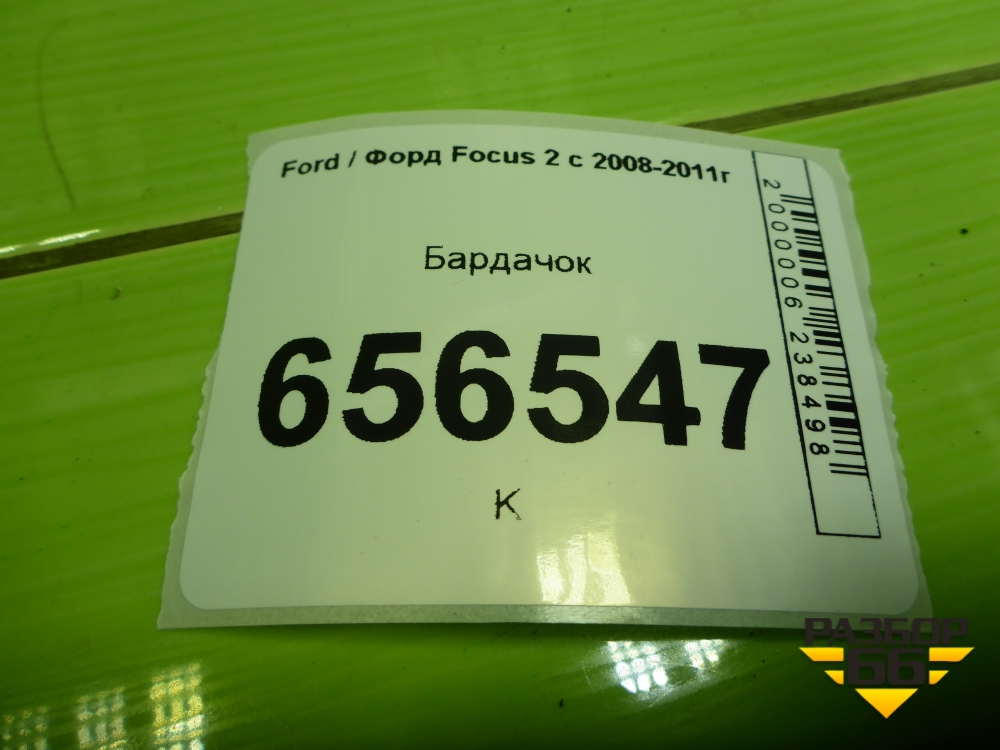 Ford / Форд Focus 2 с 2008-2011г
Бардачок
656547
К
2000006238498
РАЗБОР
66